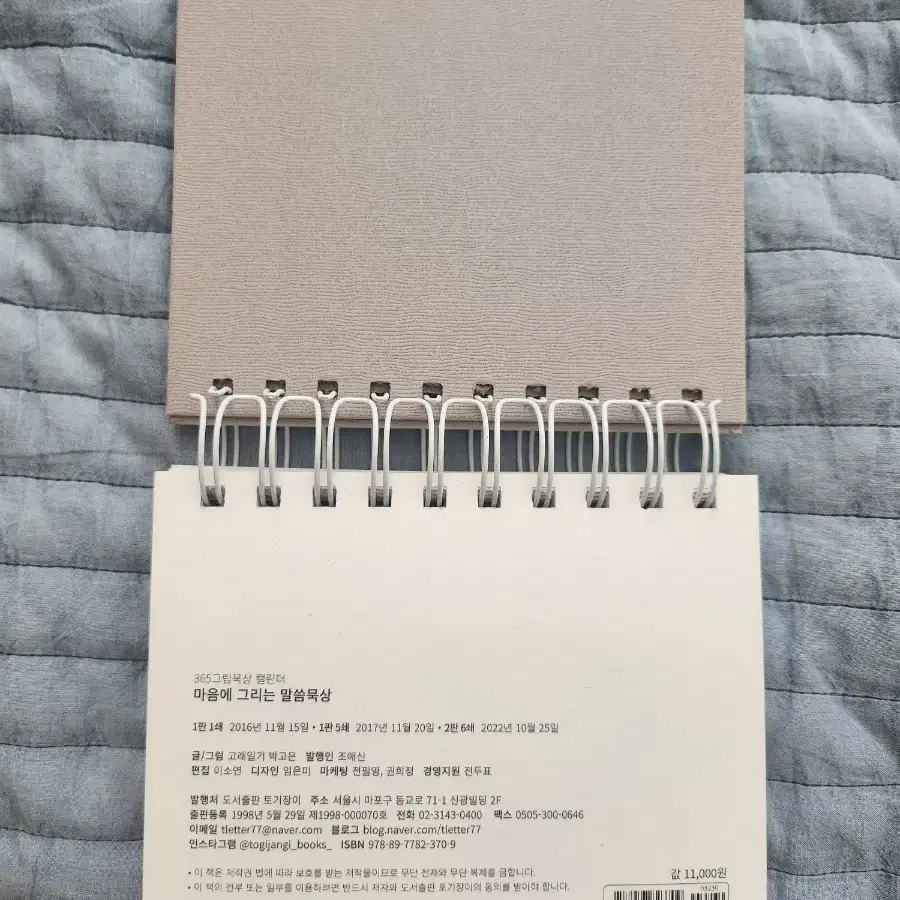 365그림묵상 캘린더
마음에 그리는 말씀묵상
1판 1쇄 2016년 11월 15일 • 1판 5쇄 2017년 11월 20일 • 2판 6쇄 2022년 10월 25일
글/그림 고래일기 박고은 발행인 조애신
편집 이소연 디자인 임은미 마케팅 전필영, 권희정 경영지원 전두표
발행처 도서출판 토기장이 주소 서울시 마포구 동교로 71-1 신광빌딩 2F
출판등록 1998년 5월 29일 제1998-000070호 전화 02-3143-0400 팩스 0505-300-0646
이메일 tletter77@naver.com 블로그 blog.naver.com/tletter77
인스타그램 @togijangi_books_ ISBN 978-89-7782-370-9
• 이 책은 저작권 법에 따라 보호를 받는 저작물이므로 무단 전재와 무단 복제를 금합니다.
• 이 책의 전부 또는 일부를 이용하려면 반드시 저자와 도서출판 토기장이의 동의를 받아야 합니다.
값 11,000원
03230